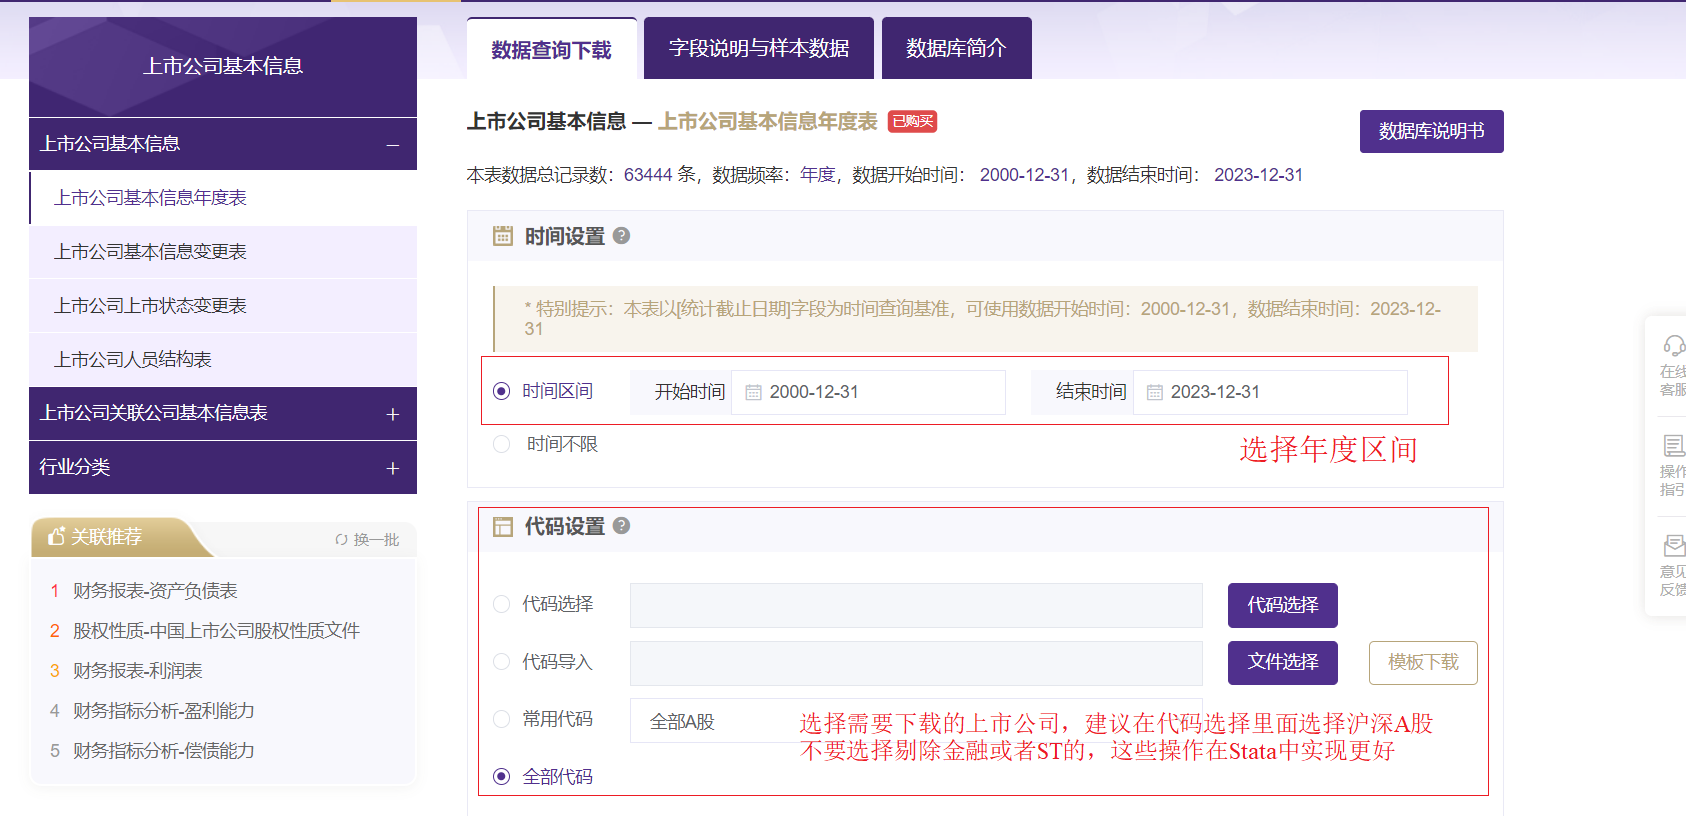 上市公司基本信息
上市公司基本信息
上市公司基本信息年度表
上市公司基本信息变更表
上市公司上市状态变更表
上市公司人员结构表
上市公司关联公司基本信息表
行业分类
关联推荐 换一批
1 财务报表-资产负债表
2 股权性质-中国上市公司股权性质文件
3 财务报表-利润表
4 财务指标分析-盈利能力
5 财务指标分析-偿债能力
数据查询下载 字段说明与样本数据 数据库简介
上市公司基本信息 — 上市公司基本信息年度表 已购买
数据库说明书
本表数据总记录数：63444 条，数据频率：年度，数据开始时间： 2000-12-31，数据结束时间： 2023-12-31
时间设置
* 特别提示：本表以[统计截止日期]字段为时间查询基准，可使用数据开始时间：2000-12-31，数据结束时间：2023-12-
31
时间区间 开始时间 2000-12-31 结束时间 2023-12-31
时间不限
选择年度区间
代码设置
代码选择 代码选择
代码导入 文件选择 模板下载
常用代码 全部A股
选择需要下载的上市公司，建议在代码选择里面选择沪深A股
不要选择剔除金融或者ST的，这些操作在Stata中实现更好
全部代码
在线
客服
操作
指引
意见
反馈